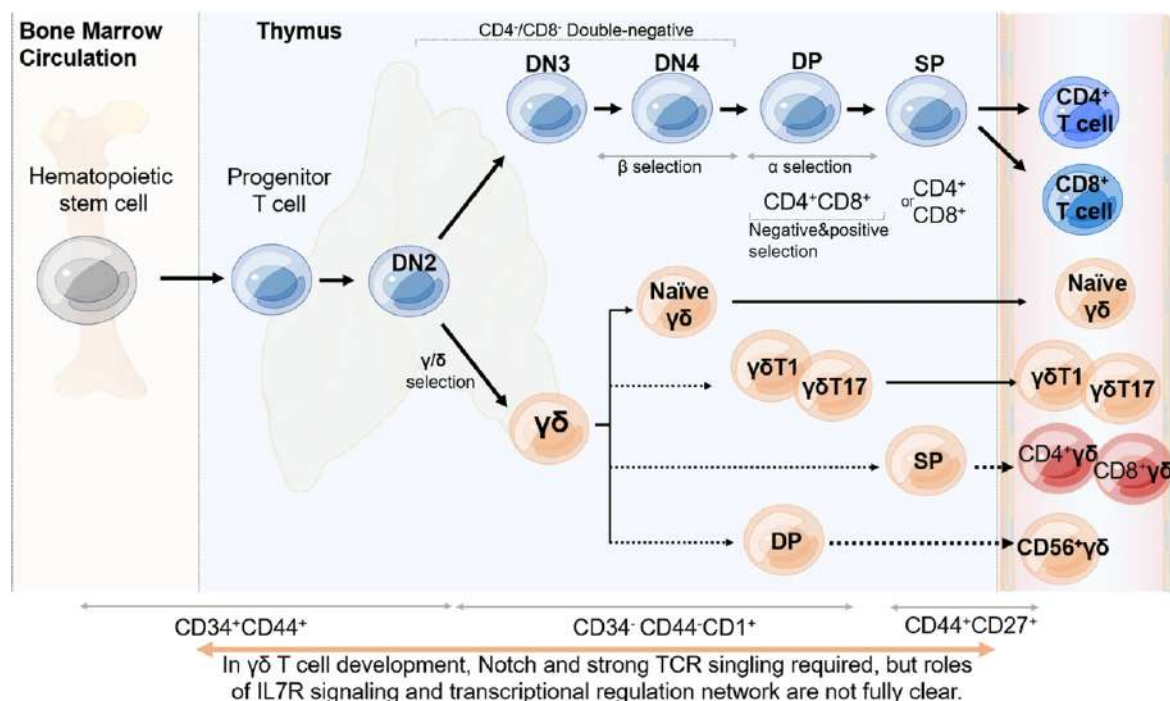 Bone Marrow
Circulation
Thymus
CD4⁻/CD8⁻ Double-negative
DN3
DN4
DP
SP
CD4⁺
T cell
CD8⁺
T cell
β selection
α selection
CD4⁺CD8⁺
Negative&positive
selection
CD4⁺
or
CD8⁺
Hematopoietic
stem cell
Progenitor
T cell
DN2
γ/δ
selection
γδ
Naïve
γδ
Naïve
γδ
γδT1
γδT17
γδT1
γδT17
SP
CD4⁺γδ
CD8⁺γδ
DP
CD56⁺γδ
CD34⁺CD44⁺
CD34⁻ CD44⁻CD1⁺
CD44⁺CD27⁺
In γδ T cell development, Notch and strong TCR singling required, but roles
of IL7R signaling and transcriptional regulation network are not fully clear.